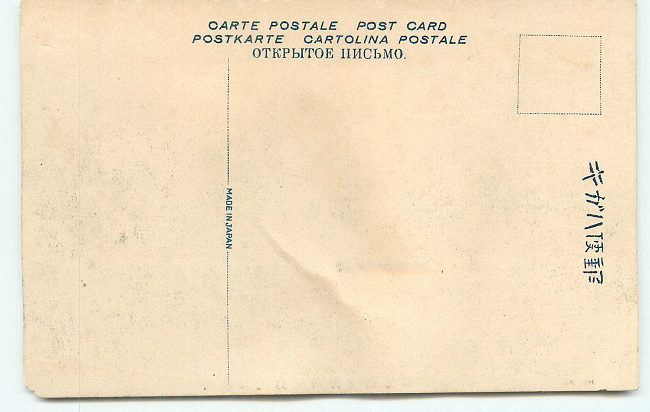 CARTE POSTALE POST CARD
POSTKARTE CARTOLINA POSTALE
ОТКРЫТОЕ ПИСЬМО.
MADE IN JAPAN
キガハ便郵